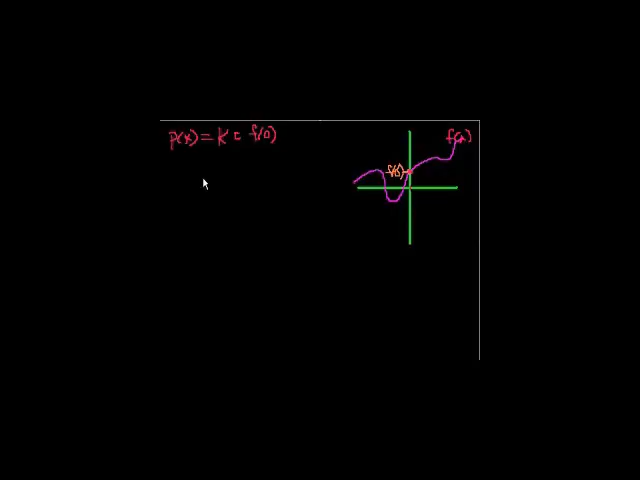 P(x) = K = f(0)
f(x)
f(0)